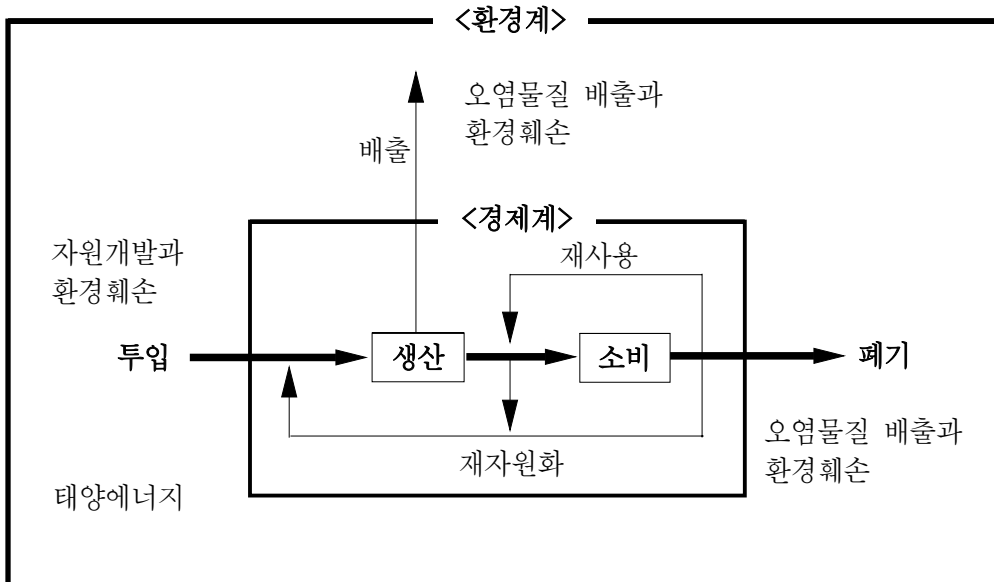 <환경계>
오염물질 배출과
환경훼손
배출
<경제계>
자원개발과
환경훼손
재사용
투입
생산
소비
폐기
오염물질 배출과
환경훼손
재자원화
태양에너지